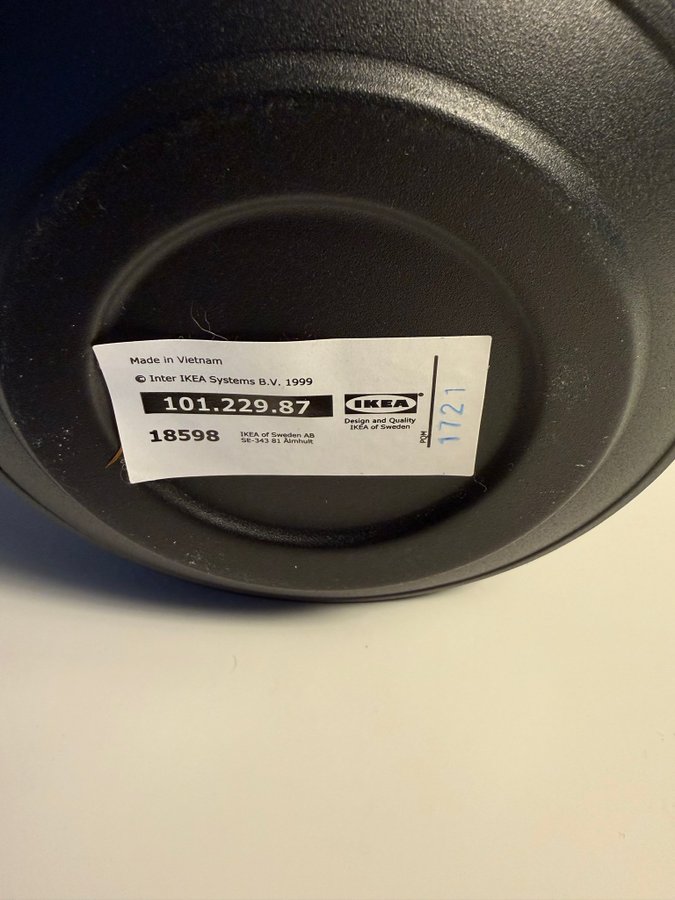 Made in Vietnam
© Inter IKEA Systems B.V. 1999
101.229.87
IKEA®
Design and Quality
IKEA of Sweden
18598
IKEA of Sweden AB
SE-343 81 Älmhult
PQM
1721